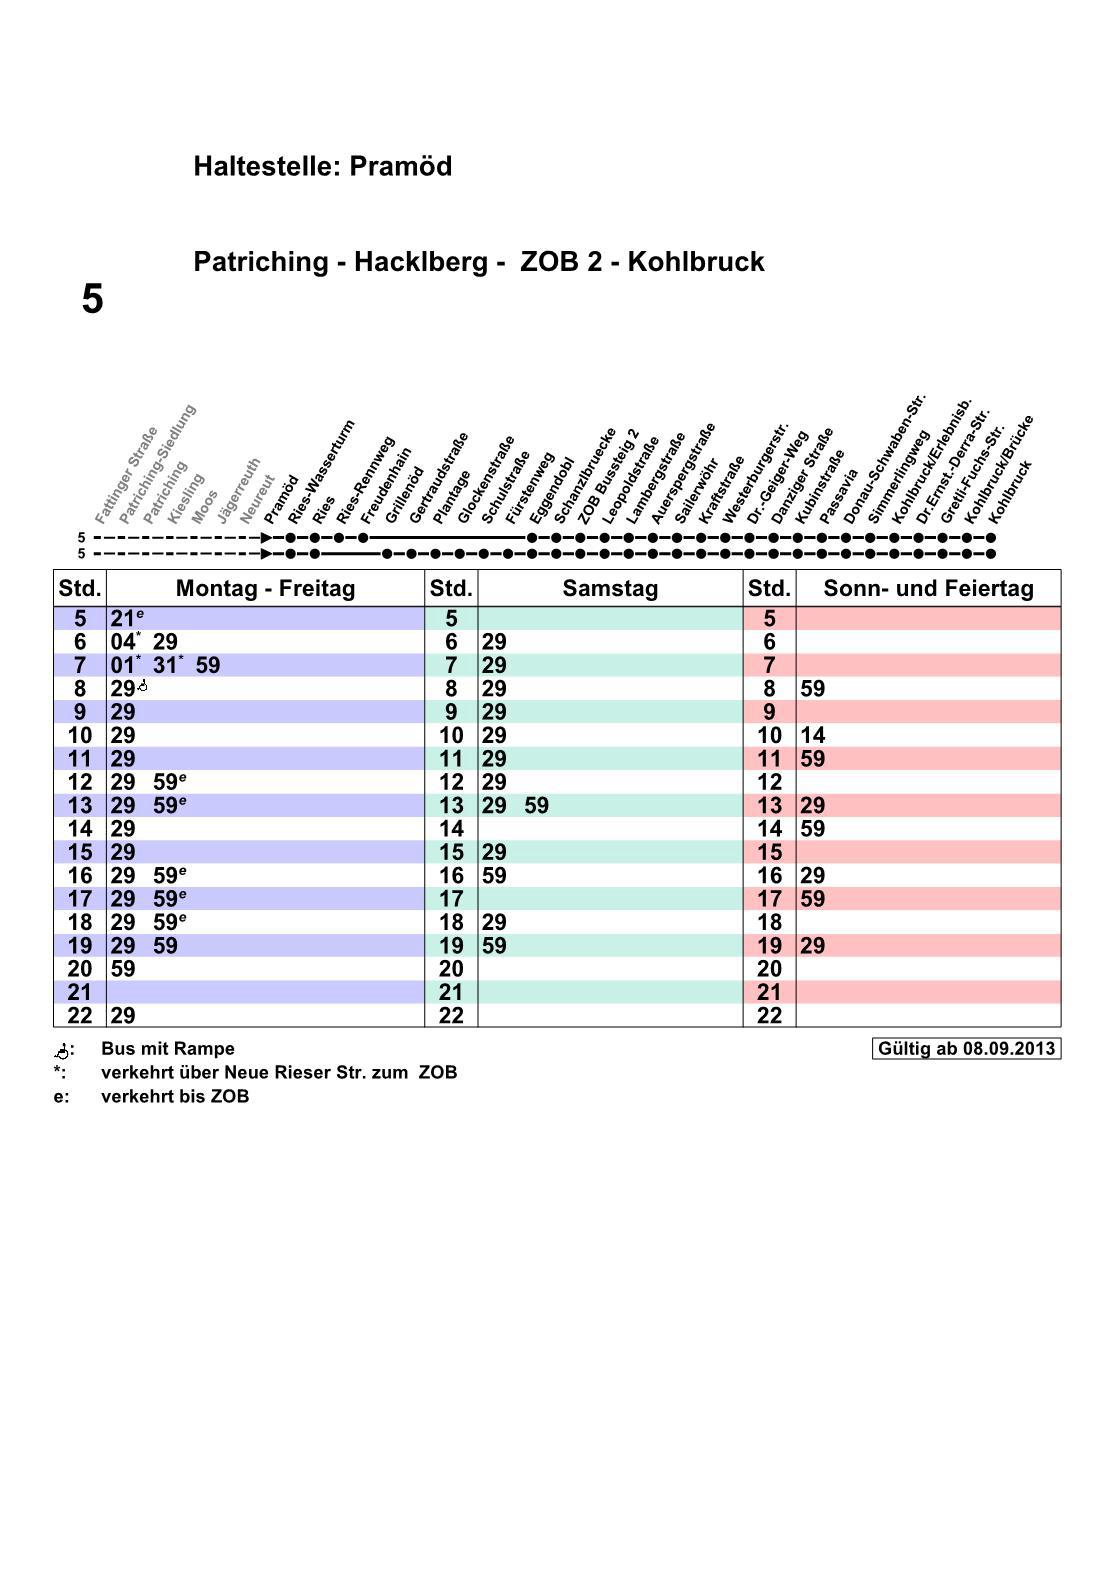 Haltestelle: Pramöd
Patriching - Hacklberg -  ZOB 2 - Kohlbruck
5
Fattinger Straße
Patriching-Siedlung
Patriching
Kiesling
Moos
Jägerreuth
Neureut
Pramöd
Ries-Wasserturm
Ries
Ries-Rennweg
Freudenhain
Grillenöd
Gertraudstraße
Plantage
Glockenstraße
Schulstraße
Fürstenweg
Eggendobl
Schanzlbruecke
ZOB Bussteig 2
Leopoldstraße
Lambergstraße
Auerspergstraße
Sailerwöhr
Kraftstraße
Westerburgerstr.
Dr.-Geiger-Weg
Danziger Straße
Kubinstraße
Passavia
Donau-Schwaben-Str.
Simmerlingweg
Kohlbruck/Erlebnisb.
Dr.Ernst.-Derra-Str.
Gretl-Fuchs-Str.
Kohlbruck/Brücke
Kohlbruck
5
5
Std. Montag - Freitag Std. Samstag Std. Sonn- und Feiertag
5 21e 5 5
6 04* 29 6 29 6
7 01* 31* 59 7 29 7
8 29 8 29 8 59
9 29 9 29 9
10 29 10 29 10 14
11 29 11 29 11 59
12 29 59e 12 29 12
13 29 59e 13 29 59 13 29
14 29 14 14 59
15 29 15 29 15
16 29 59e 16 59 16 29
17 29 59e 17 17 59
18 29 59e 18 29 18
19 29 59 19 59 19 29
20 59 20 20
21 21 21
22 29 22 22
: Bus mit Rampe Gültig ab 08.09.2013
*: verkehrt über Neue Rieser Str. zum  ZOB
e: verkehrt bis ZOB